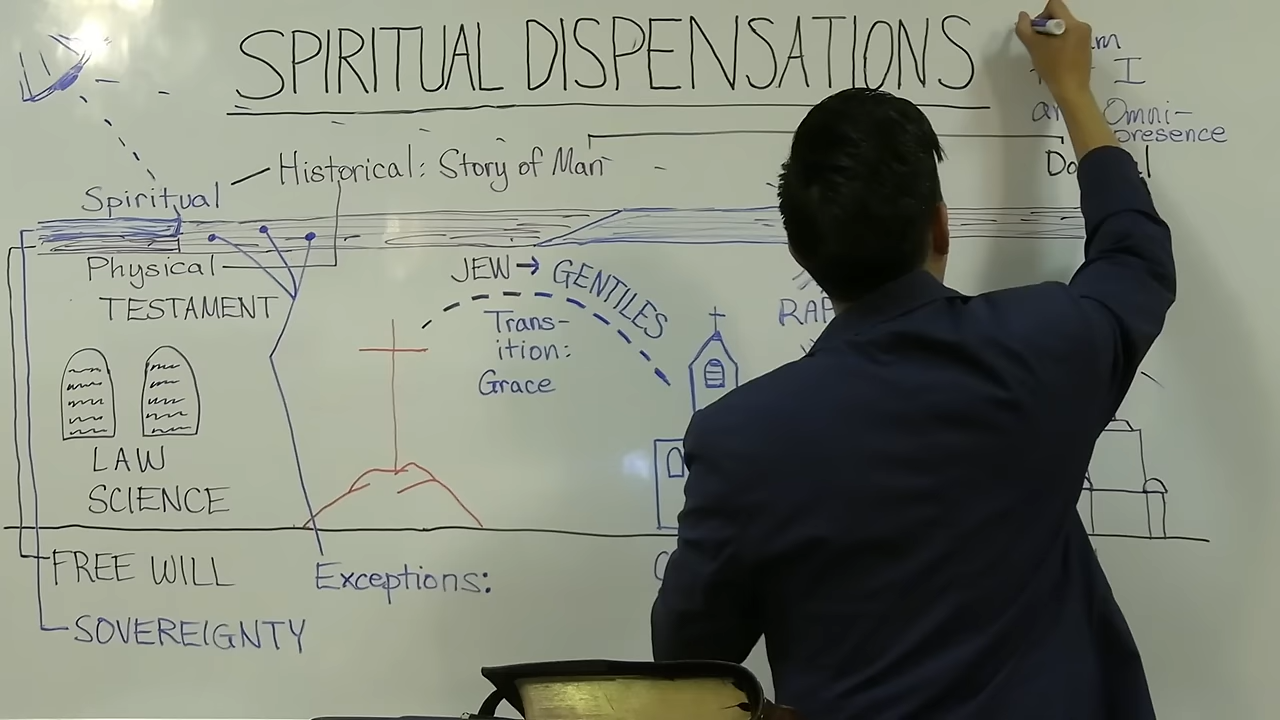 SPIRITUAL DISPENSATIONS
I
Omni-
presence
Historical: Story of Man
Spiritual
Physical
TESTAMENT
JEW → GENTILES
Trans-
ition:
Grace
LAW
SCIENCE
FREE WILL
Exceptions:
SOVEREIGNTY